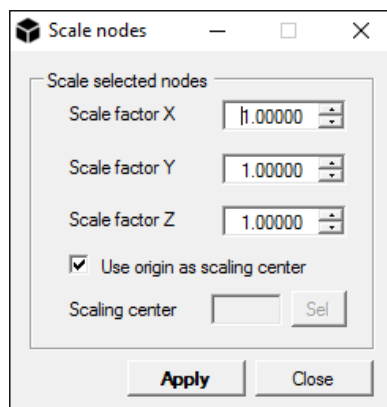 Scale nodes
Scale selected nodes
Scale factor X 1.00000
Scale factor Y 1.00000
Scale factor Z 1.00000
Use origin as scaling center
Scaling center Sel
Apply Close